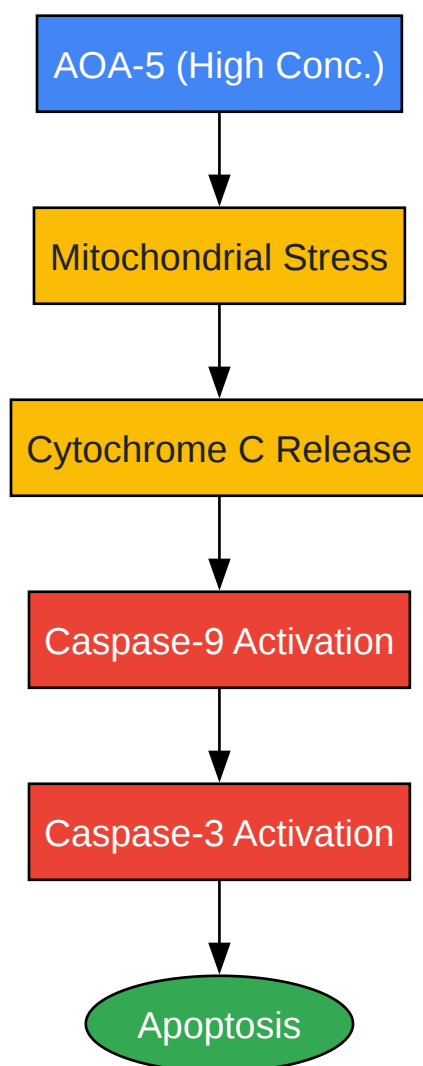 AOA-5 (High Conc.)
Mitochondrial Stress
Cytochrome C Release
Caspase-9 Activation
Caspase-3 Activation
Apoptosis